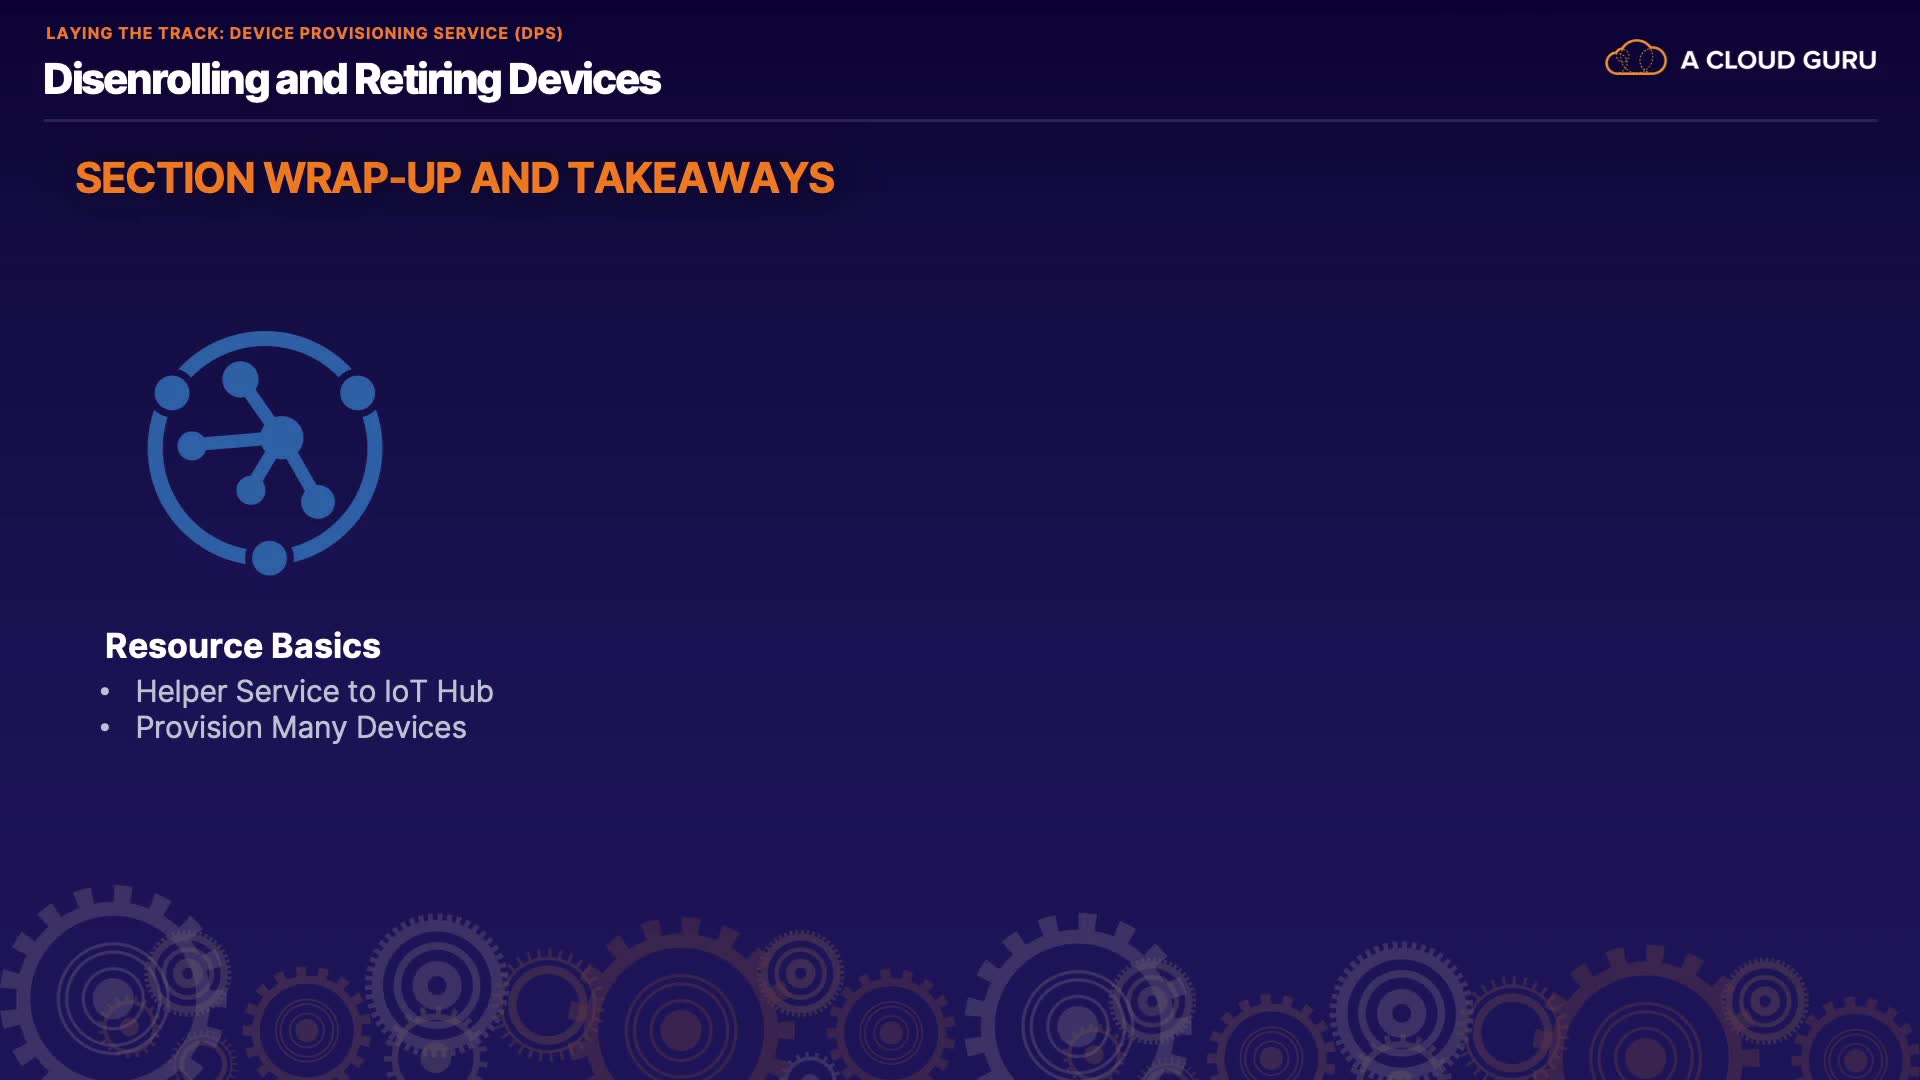 LAYING THE TRACK: DEVICE PROVISIONING SERVICE (DPS)
Disenrolling and Retiring Devices
A CLOUD GURU
SECTION WRAP-UP AND TAKEAWAYS
Resource Basics
• Helper Service to IoT Hub
• Provision Many Devices